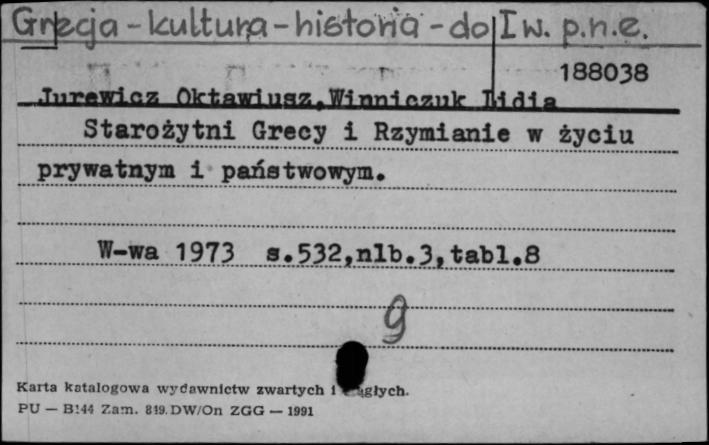 Grecja - kultura - historia - do I w. p.n.e.
188038
Jurewicz Oktawiusz, Winniczuk Lidia
Starożytni Grecy i Rzymianie w życiu
prywatnym i państwowym.
W-wa 1973 s.532,nlb.3,tabl.8
g
Karta katalogowa wydawnictw zwartych i
PU — B144 Zam. 819. DW/On ZGG — 1991